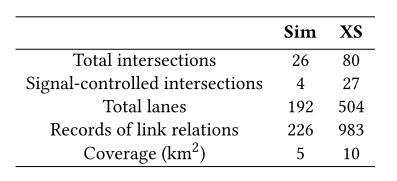 Sim XS
Total intersections 26 80
Signal-controlled intersections 4 27
Total lanes 192 504
Records of link relations 226 983
Coverage (km²) 5 10